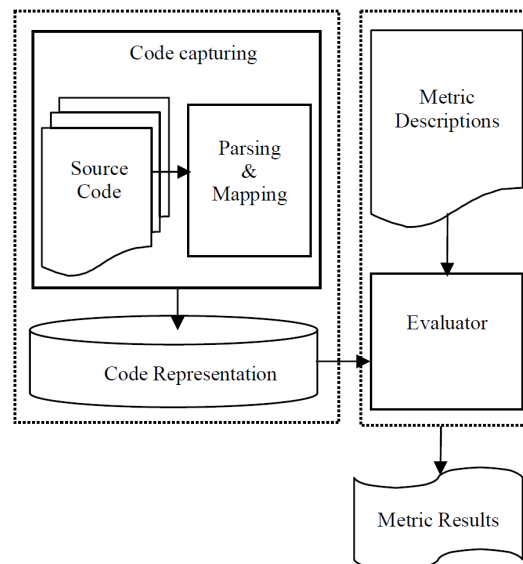 Code capturing
Source
Code
Parsing
&
Mapping
Code Representation
Metric
Descriptions
Evaluator
Metric Results